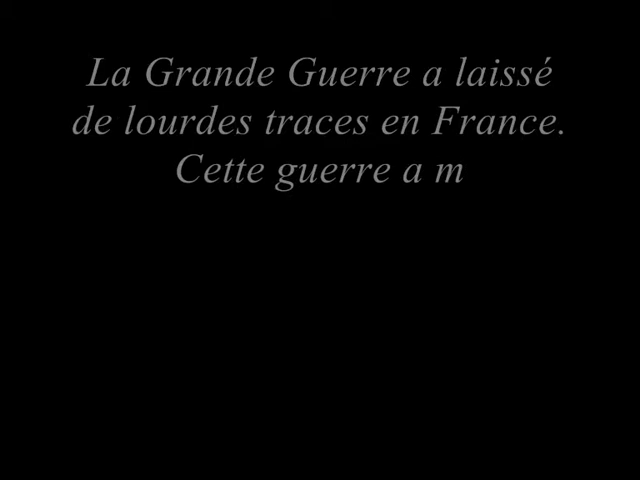 La Grande Guerre a laissé
de lourdes traces en France.
Cette guerre a m